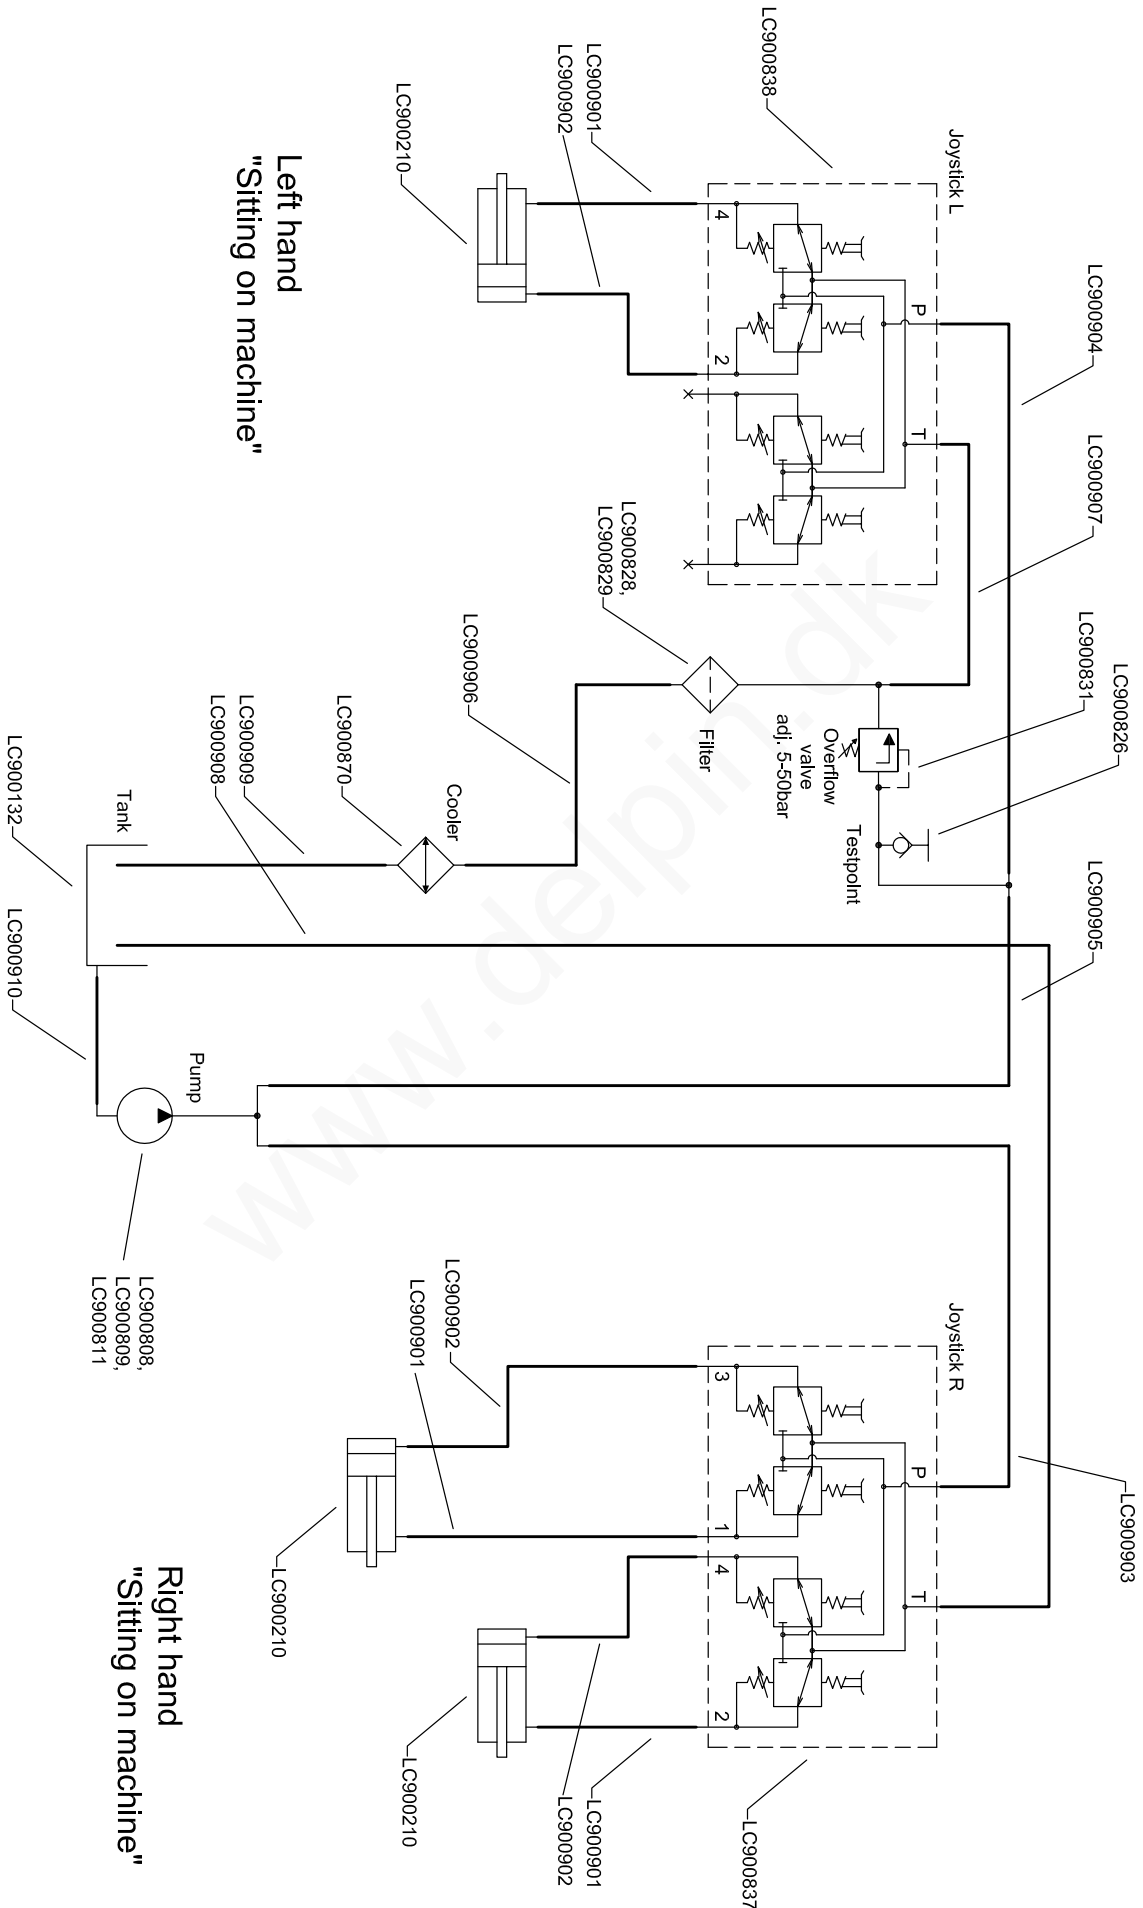 LC900838
Joystick L
LC900901
LC900902
LC900210
Left hand
"Sitting on machine"
4
2
P
T
LC900904
LC900907
LC900831
LC900826
LC900828,
LC900829
Filter
Overflow
valve
adj. 5-50bar
Testpoint
LC900906
LC900870
Cooler
LC900909
LC900908
Tank
LC900132
LC900910
LC900905
Pump
LC900808,
LC900809,
LC900811
LC900903
Joystick R
P
T
3
1
4
2
LC900902
LC900901
LC900210
LC900210
LC900901
LC900902
LC900837
Right hand
"Sitting on machine"
www.delpin.dk